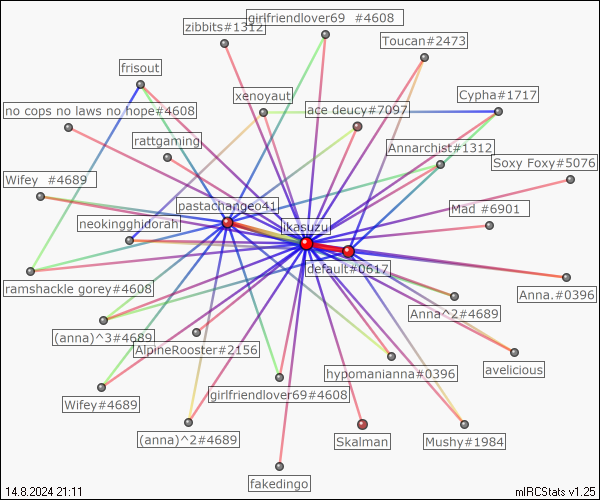 girlfriendlover69   #4608
zibbits#1312
Toucan#2473
frisout
xenoyaut
Cypha#1717
no cops no laws no hope#4608
ace deucy#7097
rattgaming
Annarchist#1312
Soxy Foxy#5076
Wifey  #4689
pastachangeo41
Mad #6901
neokingghidorah
ikasuzu
default#0617
ramshackle gorey#4608
Anna.#0396
Anna^2#4689
(anna)^3#4689
AlpineRooster#2156
avelicious
hypomanianna#0396
Wifey#4689
girlfriendlover69#4608
(anna)^2#4689
Skalman
Mushy#1984
fakedingo
14.8.2024 21:11
mIRCStats v1.25